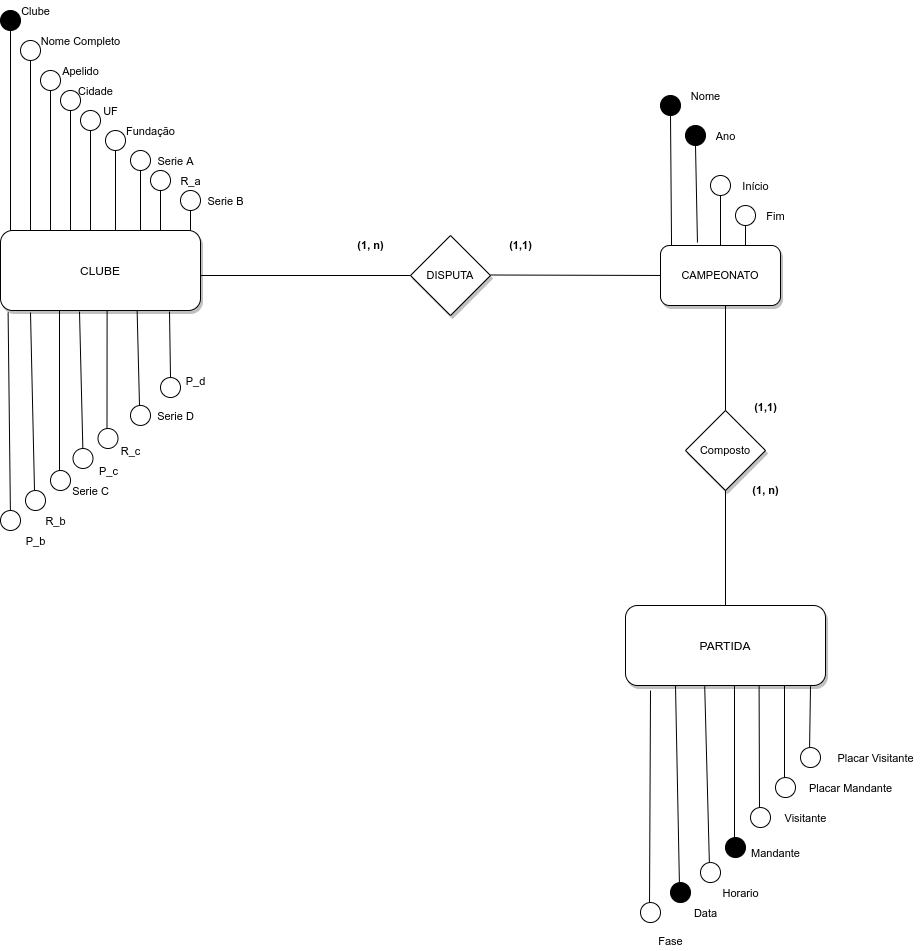 Clube
Nome Completo
Apelido
Cidade
UF
Fundação
Serie A
R_a
Serie B
CLUBE
(1, n)
DISPUTA
(1,1)
Nome
Ano
Início
Fim
CAMPEONATO
P_d
Serie D
R_c
P_c
Serie C
R_b
P_b
(1,1)
Composto
(1, n)
PARTIDA
Placar Visitante
Placar Mandante
Visitante
Mandante
Horario
Data
Fase